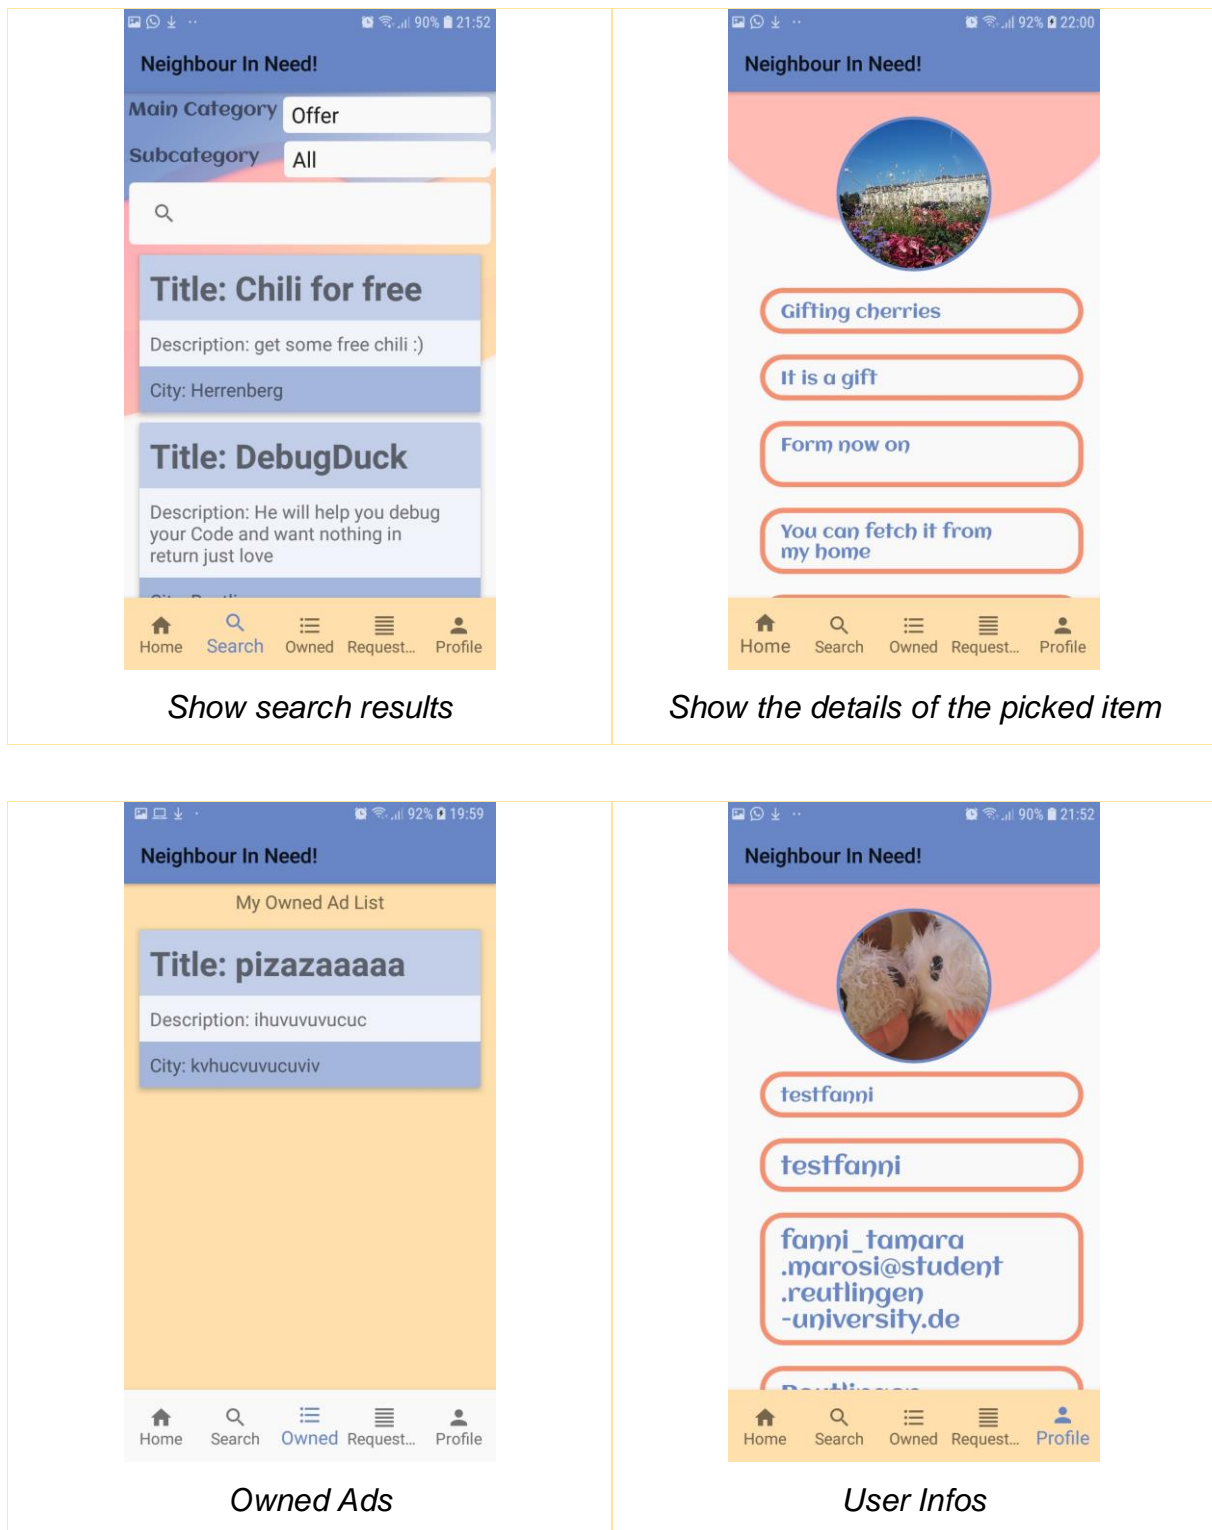 90% 21:52
Neighbour In Need!
Main Category Offer
Subcategory All
Title: Chili for free
Description: get some free chili :)
City: Herrenberg
Title: DebugDuck
Description: He will help you debug
your Code and want nothing in
return just love
Home Search Owned Request... Profile
Show search results
92% 22:00
Neighbour In Need!
Gifting cherries
It is a gift
Form now on
You can fetch it from
my home
Home Search Owned Request... Profile
Show the details of the picked item
92% 19:59
Neighbour In Need!
My Owned Ad List
Title: pizazaaaaa
Description: ihuvuvuvucuc
City: kvhucvuvucuviv
Home Search Owned Request... Profile
Owned Ads
90% 21:52
Neighbour In Need!
testfanni
testfanni
fanni_tamara
.marosi@student
.reutlingen
-university.de
Reutlingen
Home Search Owned Request... Profile
User Infos